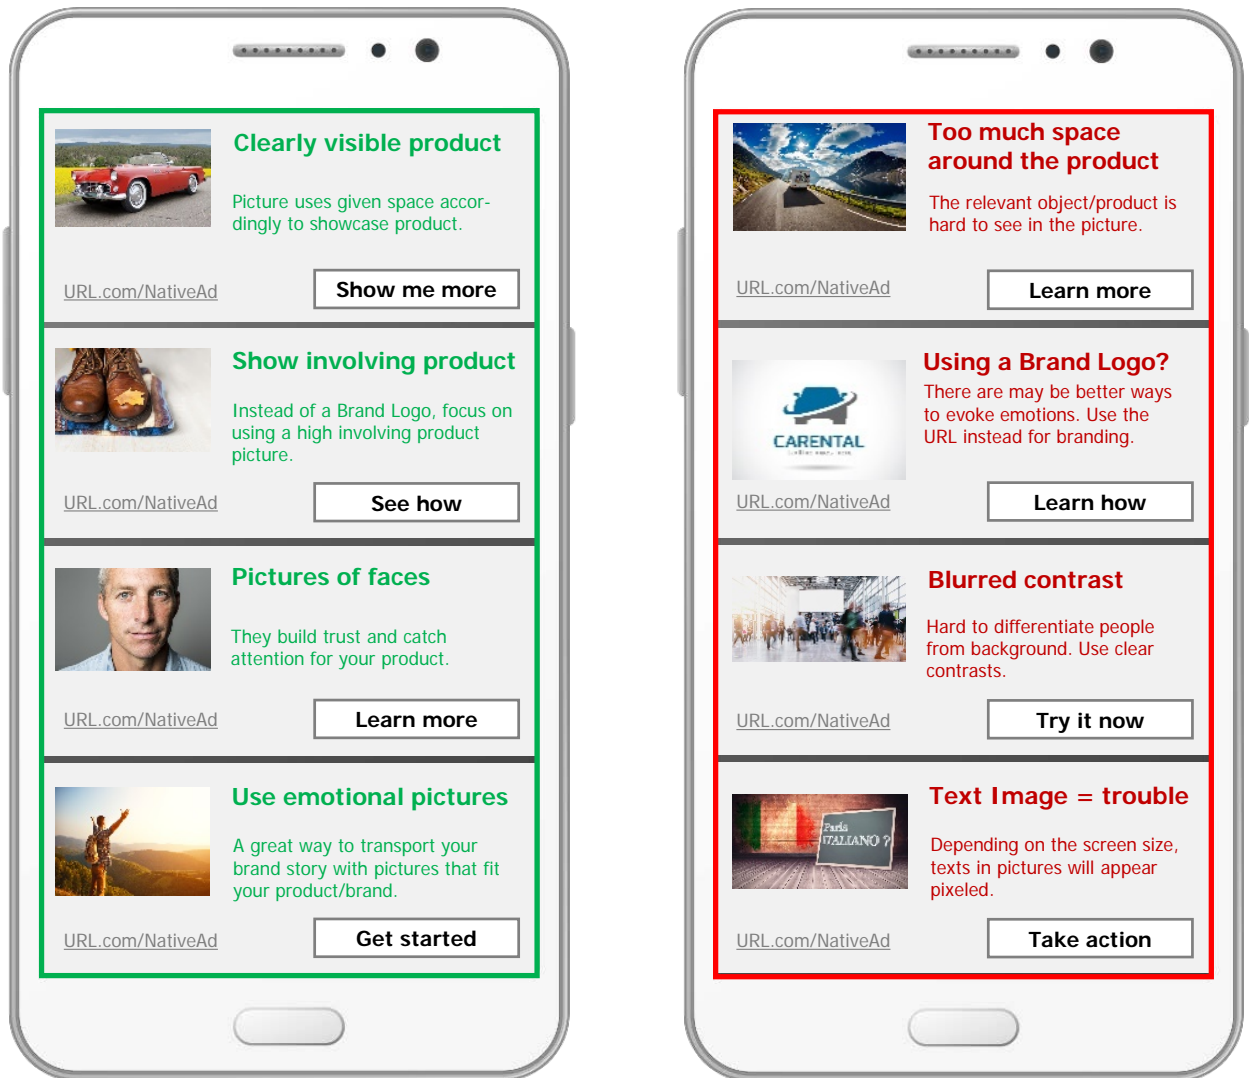 Clearly visible product
Picture uses given space accor-
dingly to showcase product.
URL.com/NativeAd
Show me more
Show involving product
Instead of a Brand Logo, focus on
using a high involving product
picture.
URL.com/NativeAd
See how
Pictures of faces
They build trust and catch
attention for your product.
URL.com/NativeAd
Learn more
Use emotional pictures
A great way to transport your
brand story with pictures that fit
your product/brand.
URL.com/NativeAd
Get started
Too much space
around the product
The relevant object/product is
hard to see in the picture.
URL.com/NativeAd
Learn more
Using a Brand Logo?
There are may be better ways
to evoke emotions. Use the
URL instead for branding.
CARENTAL
URL.com/NativeAd
Learn how
Blurred contrast
Hard to differentiate people
from background. Use clear
contrasts.
URL.com/NativeAd
Try it now
Text Image = trouble
Parla
ITALIANO ?
Depending on the screen size,
texts in pictures will appear
pixeled.
URL.com/NativeAd
Take action